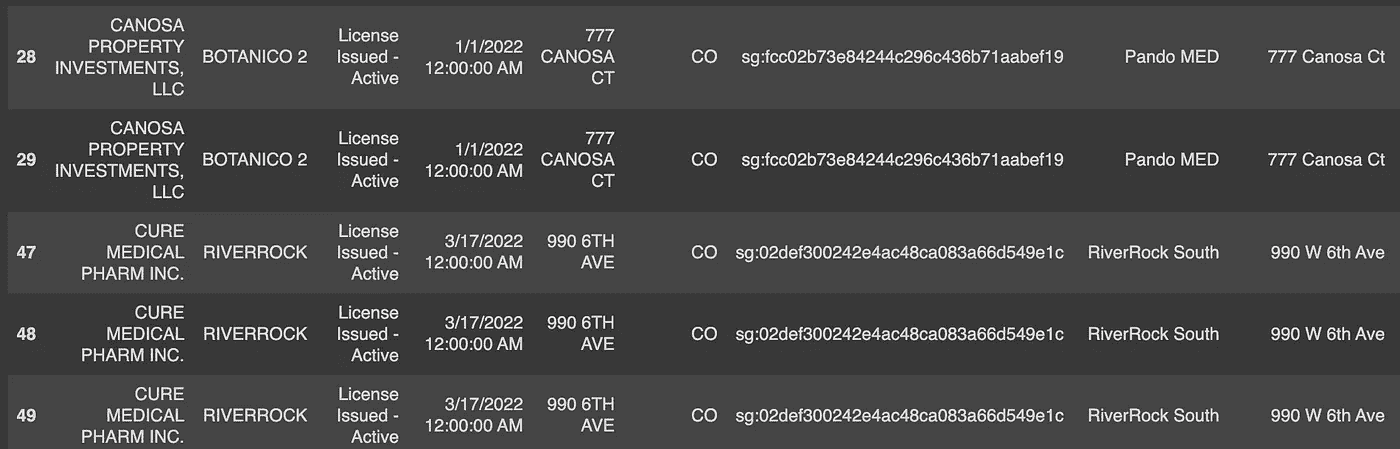 28 CANOSA PROPERTY INVESTMENTS, LLC BOTANICO 2 License Issued - Active 1/1/2022 12:00:00 AM 777 CANOSA CT CO sg:fcc02b73e84244c296c436b71aabef19 Pando MED 777 Canosa Ct
29 CANOSA PROPERTY INVESTMENTS, LLC BOTANICO 2 License Issued - Active 1/1/2022 12:00:00 AM 777 CANOSA CT CO sg:fcc02b73e84244c296c436b71aabef19 Pando MED 777 Canosa Ct
47 CURE MEDICAL PHARM INC. RIVERROCK License Issued - Active 3/17/2022 12:00:00 AM 990 6TH AVE CO sg:02def300242e4ac48ca083a66d549e1c RiverRock South 990 W 6th Ave
48 CURE MEDICAL PHARM INC. RIVERROCK License Issued - Active 3/17/2022 12:00:00 AM 990 6TH AVE CO sg:02def300242e4ac48ca083a66d549e1c RiverRock South 990 W 6th Ave
49 CURE MEDICAL PHARM INC. RIVERROCK License Issued - Active 3/17/2022 12:00:00 AM 990 6TH AVE CO sg:02def300242e4ac48ca083a66d549e1c RiverRock South 990 W 6th Ave